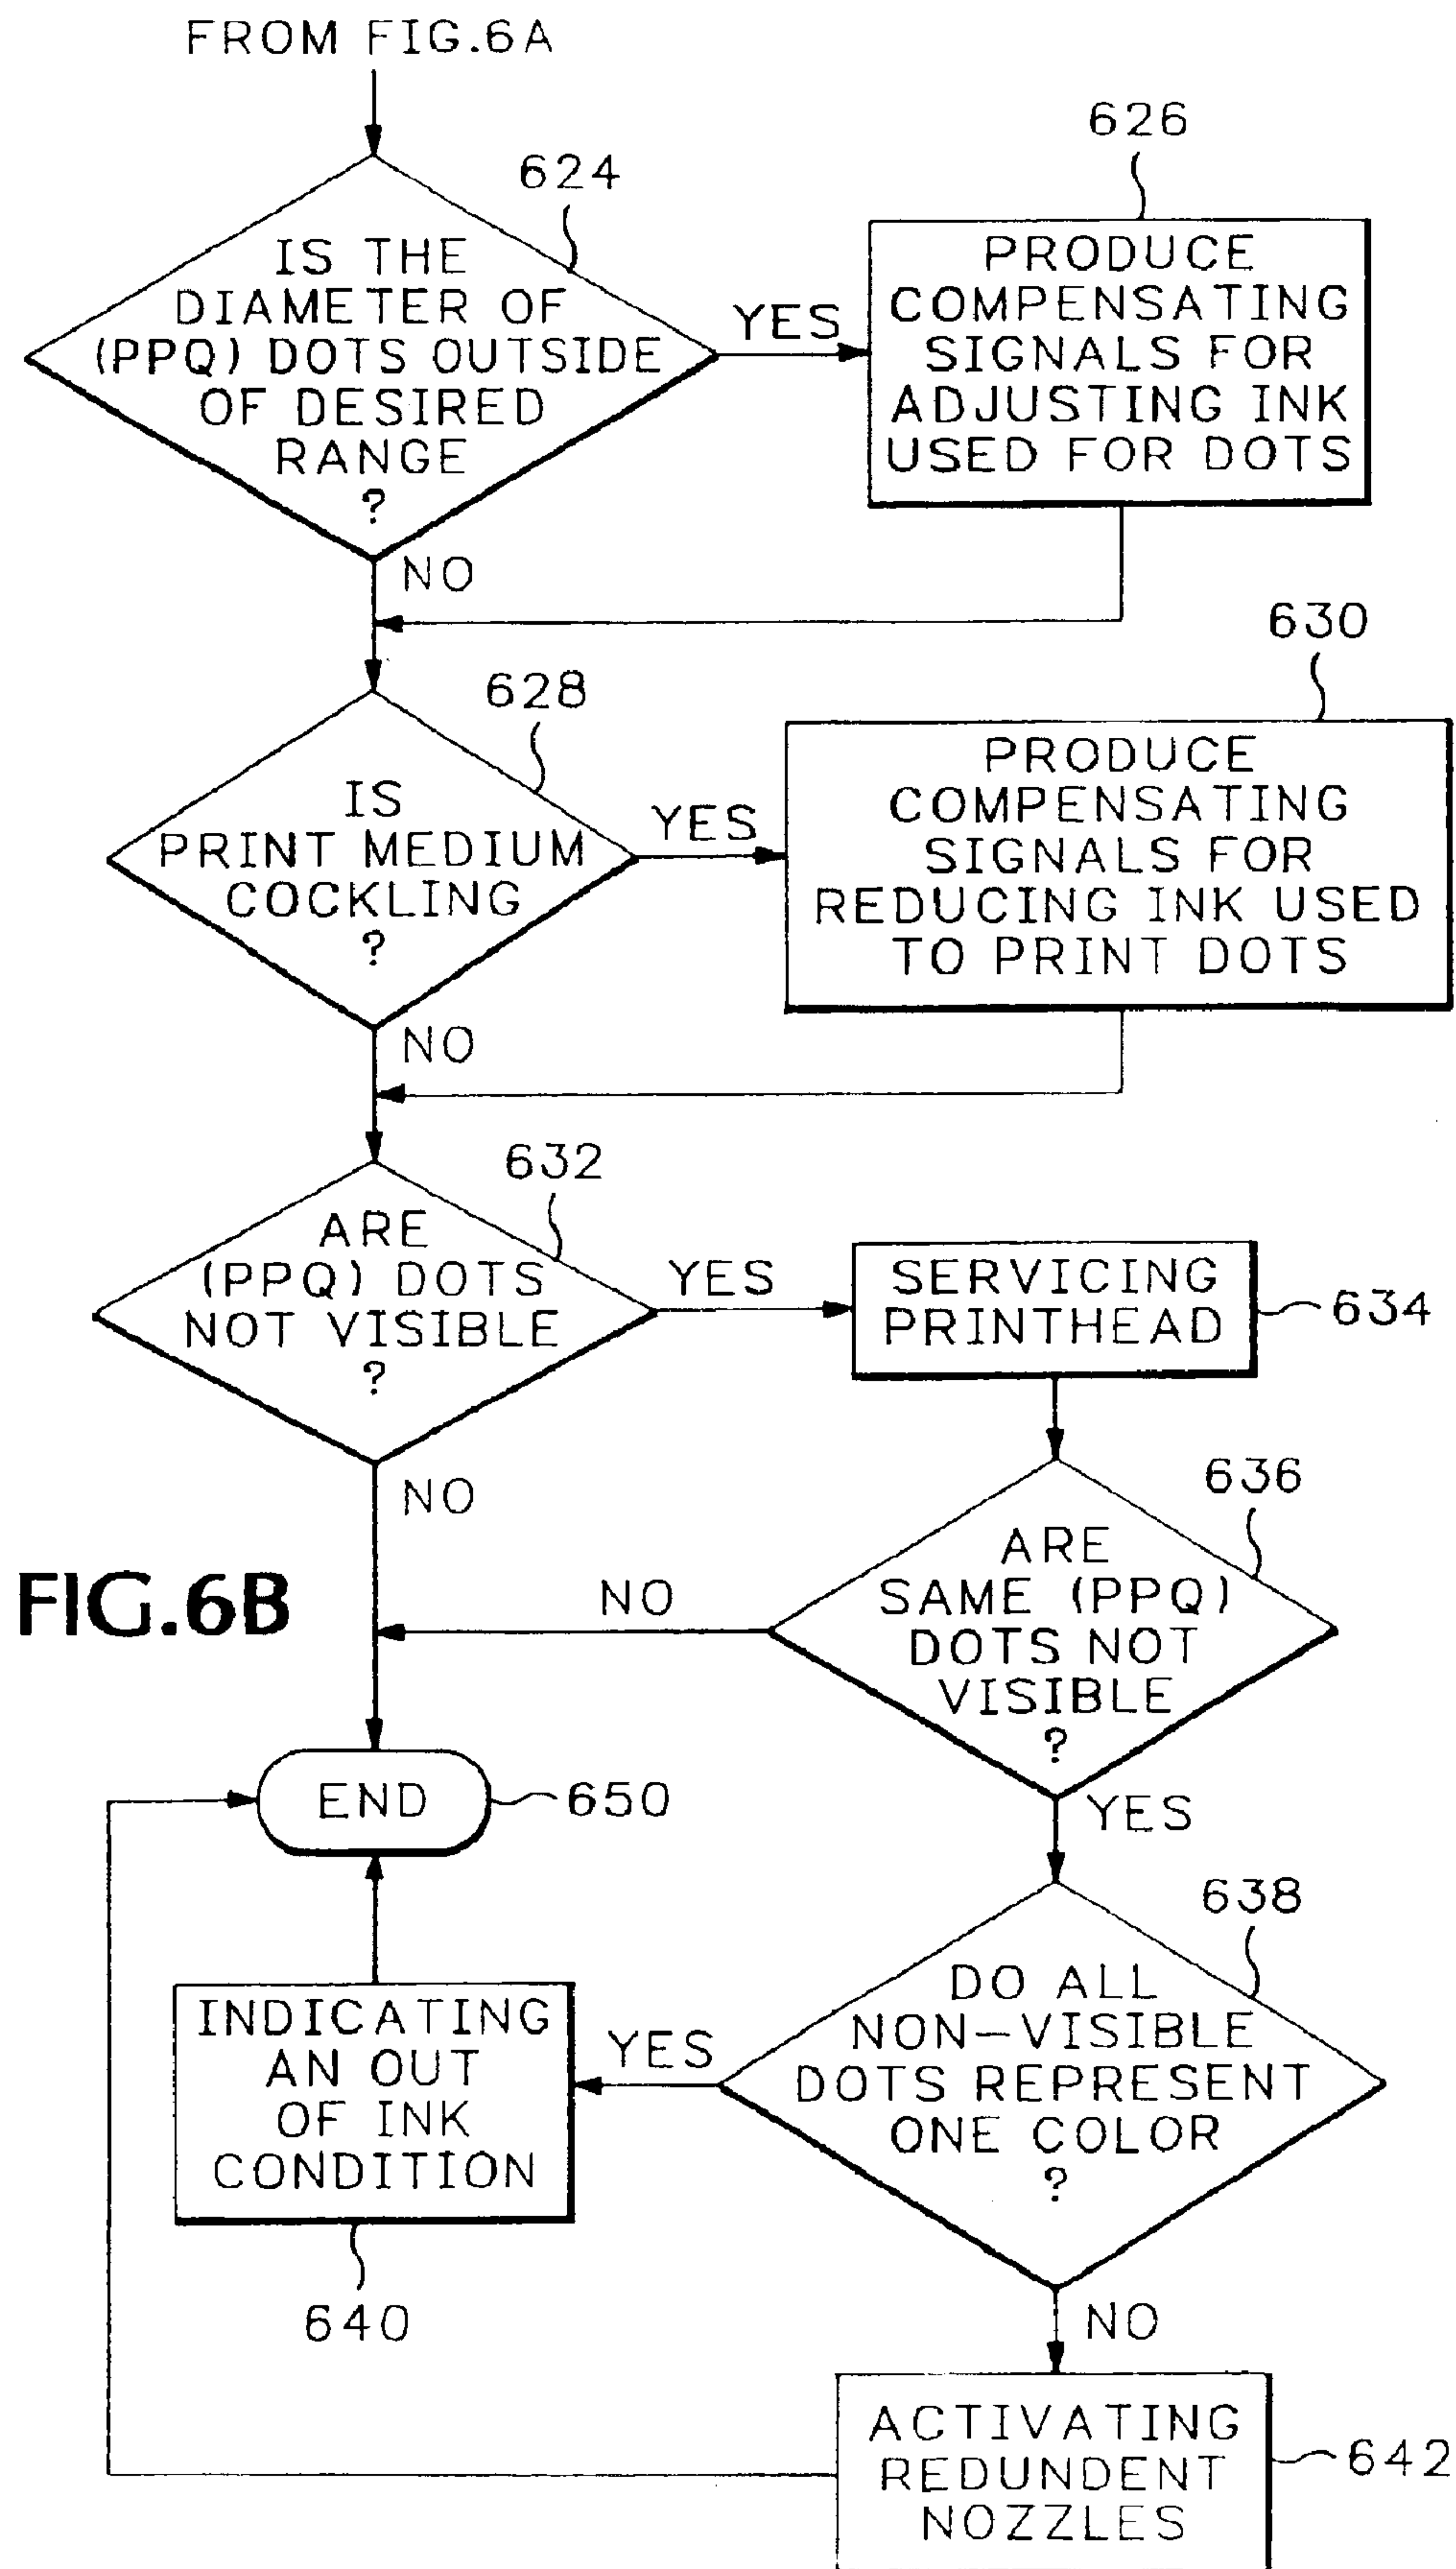 FROM FIG.6A
624
IS THE
DIAMETER OF
(PPQ) DOTS OUTSIDE
OF DESIRED
RANGE
?
YES
626
PRODUCE
COMPENSATING
SIGNALS FOR
ADJUSTING INK
USED FOR DOTS
NO
628
IS
PRINT MEDIUM
COCKLING
?
YES
630
PRODUCE
COMPENSATING
SIGNALS FOR
REDUCING INK USED
TO PRINT DOTS
NO
632
ARE
(PPQ) DOTS
NOT VISIBLE
?
YES
SERVICING
PRINTHEAD
634
NO
636
ARE
SAME (PPQ)
DOTS NOT
VISIBLE
?
NO
FIG.6B
END
650
YES
638
DO ALL
NON-VISIBLE
DOTS REPRESENT
ONE COLOR
?
YES
INDICATING
AN OUT
OF INK
CONDITION
640
NO
ACTIVATING
REDUNDENT
NOZZLES
642